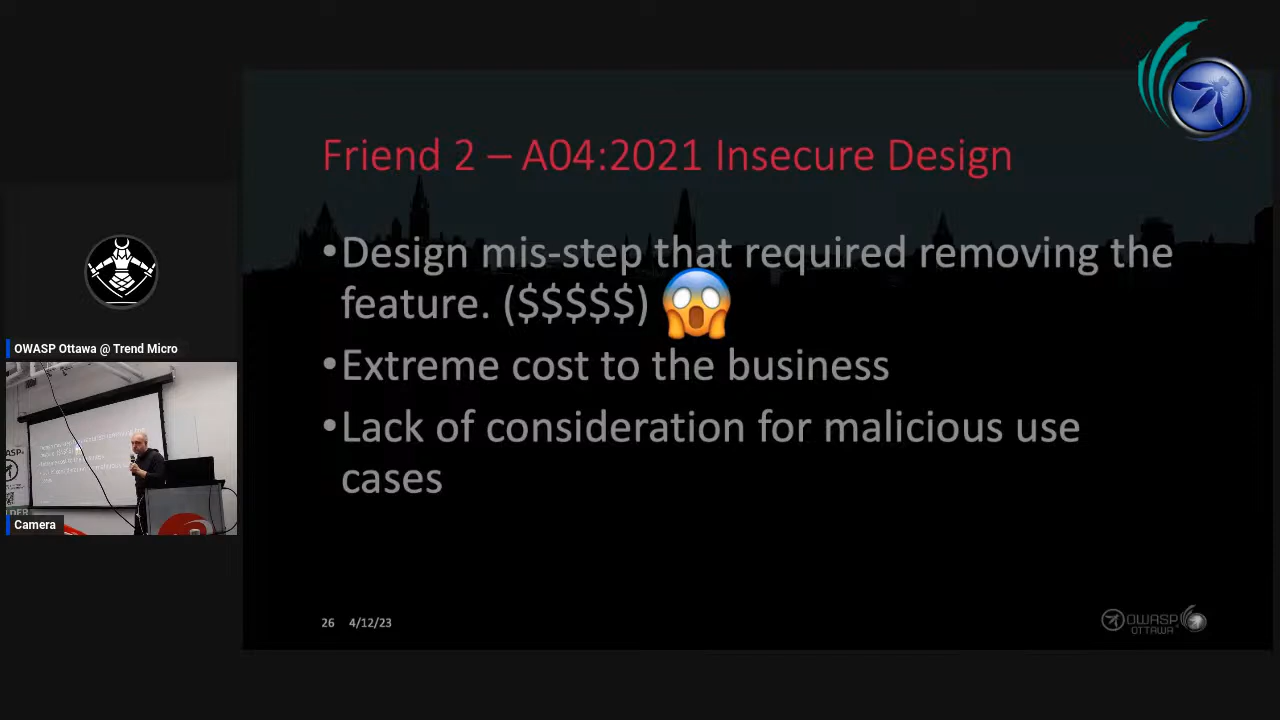 Friend 2 – A04:2021 Insecure Design
•Design mis-step that required removing the
feature. ($$$$$) 😱
•Extreme cost to the business
•Lack of consideration for malicious use
cases
OWASP Ottawa @ Trend Micro
Camera
26 4/12/23
OWASP
OTTAWA